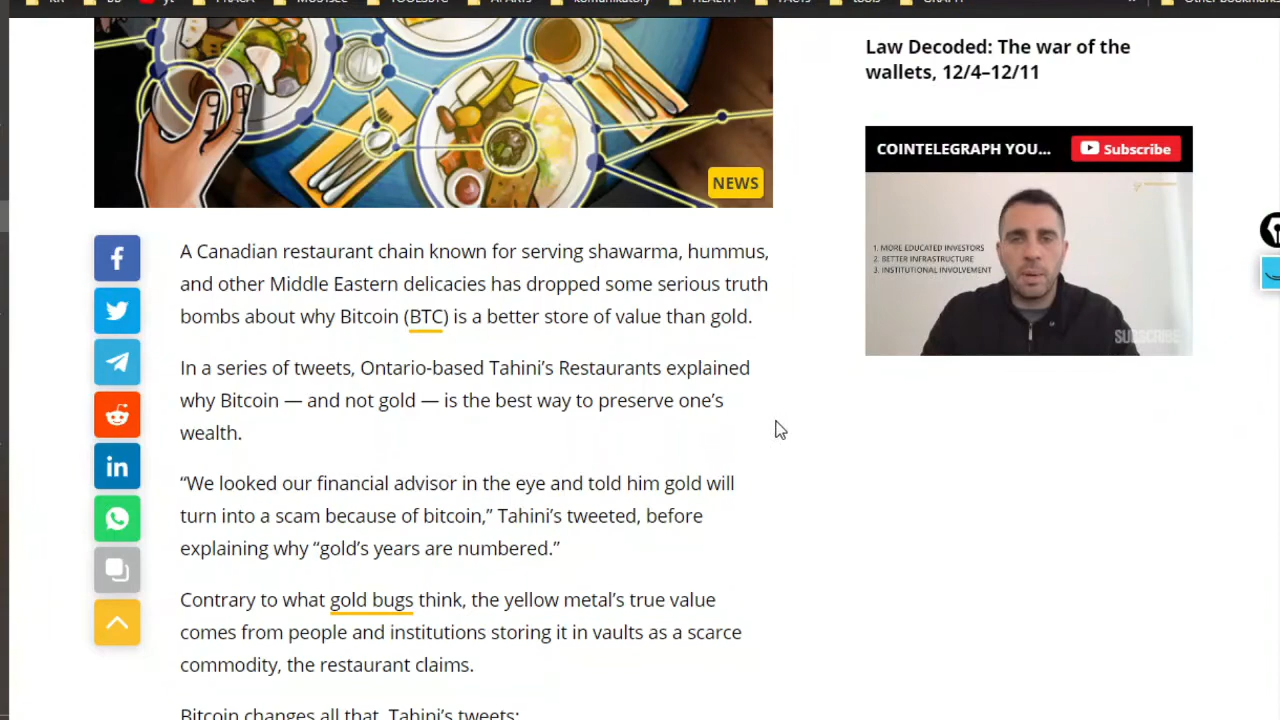 NEWS
A Canadian restaurant chain known for serving shawarma, hummus,
and other Middle Eastern delicacies has dropped some serious truth
bombs about why Bitcoin (BTC) is a better store of value than gold.
In a series of tweets, Ontario-based Tahini’s Restaurants explained
why Bitcoin — and not gold — is the best way to preserve one’s
wealth.
“We looked our financial advisor in the eye and told him gold will
turn into a scam because of bitcoin,” Tahini’s tweeted, before
explaining why “gold’s years are numbered.”
Contrary to what gold bugs think, the yellow metal’s true value
comes from people and institutions storing it in vaults as a scarce
commodity, the restaurant claims.
Bitcoin changes all that, Tahini’s tweets:
Law Decoded: The war of the
wallets, 12/4–12/11
COINTELEGRAPH YOU...
Subscribe
1. MORE EDUCATED INVESTORS
2. BETTER INFRASTRUCTURE
3. INSTITUTIONAL INVOLVEMENT
SUBSCRIBE